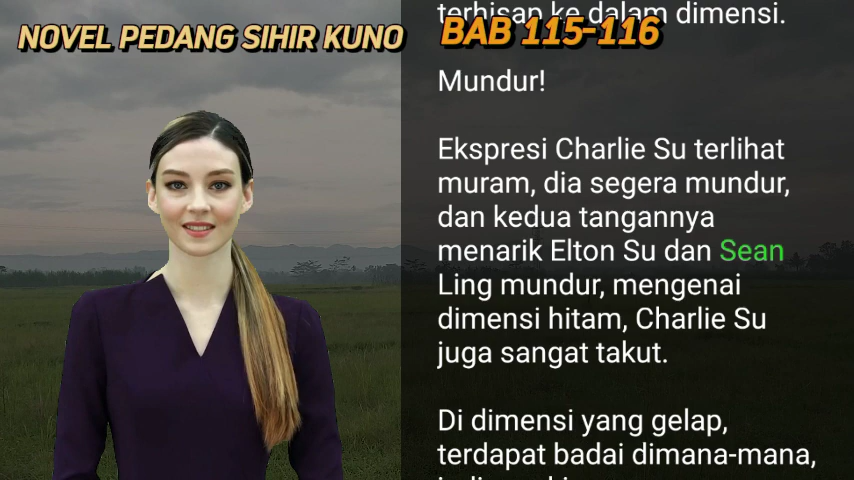 NOVEL PEDANG SIHIR KUNO
BAB 115-116
terhisap ke dalam dimensi.
Mundur!
Ekspresi Charlie Su terlihat
muram, dia segera mundur,
dan kedua tangannya
menarik Elton Su dan Sean
Ling mundur, mengenai
dimensi hitam, Charlie Su
juga sangat takut.
Di dimensi yang gelap,
terdapat badai dimana-mana,